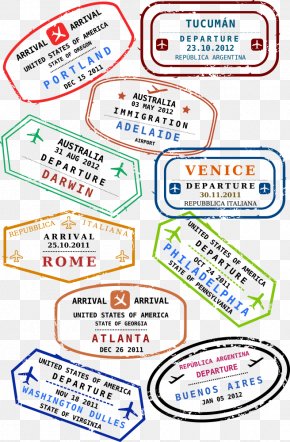 ARRIVAL ARRIVAL
UNITED STATES OF AMERICA
STATE OF OREGON
PORTLAND
DEC 15 2011
TUCUMÁN
DEPARTURE
23.10.2012
REPÚBLICA ARGENTINA
AUSTRALIA
03 MAY 2012
IMMIGRATION
ADELAIDE
AIRPORT
AUSTRALIA
31 AUG 2012
DEPARTURE
DARWIN
VENICE
DEPARTURE
30.11.2011
REPUBBLICA ITALIANA
REPUBBLICA ITALIANA
ARRIVAL
25.10.2011
ROME
UNITED STATES OF AMERICA
DEPARTURE
OCT 24 2011
PHILADELPHIA
STATE OF PENNSYLVANIA
ARRIVAL ARRIVAL
UNITED STATES OF AMERICA
STATE OF GEORGIA
ATLANTA
DEC 26 2011
UNITED STATES OF AMERICA
DEPARTURE
NOV 18 2011
WASHINGTON DULLES
STATE OF VIRGINIA
REPÚBLICA ARGENTINA
DEPARTURE
BUENOS AIRES
JAN 05 2012